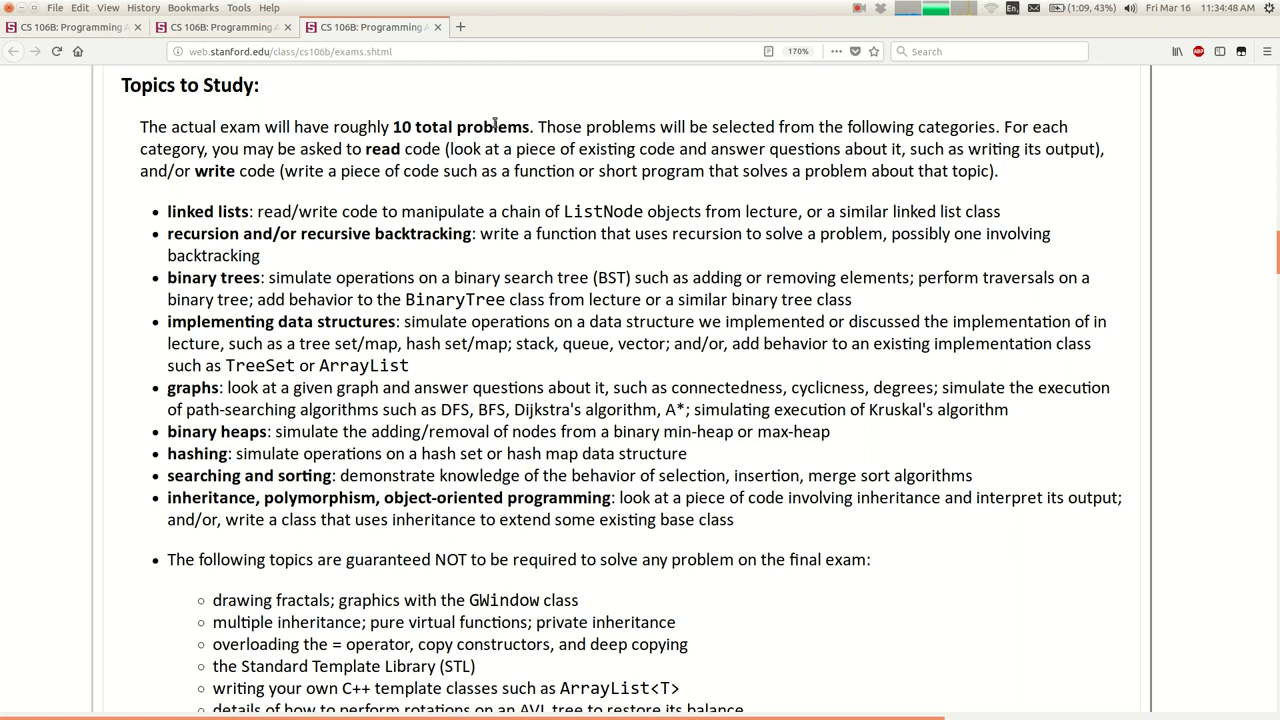 File Edit View History Bookmarks Tools Help
En
(1:09, 43%)
Fri Mar 16 11:34:48 AM
CS 106B: Programming A
CS 106B: Programming A
CS 106B: Programming A
web.stanford.edu/class/cs106b/exams.shtml
170%
Search
ABP
Topics to Study:
The actual exam will have roughly 10 total problems. Those problems will be selected from the following categories. For each
category, you may be asked to read code (look at a piece of existing code and answer questions about it, such as writing its output),
and/or write code (write a piece of code such as a function or short program that solves a problem about that topic).
• linked lists: read/write code to manipulate a chain of ListNode objects from lecture, or a similar linked list class
• recursion and/or recursive backtracking: write a function that uses recursion to solve a problem, possibly one involving
backtracking
• binary trees: simulate operations on a binary search tree (BST) such as adding or removing elements; perform traversals on a
binary tree; add behavior to the BinaryTree class from lecture or a similar binary tree class
• implementing data structures: simulate operations on a data structure we implemented or discussed the implementation of in
lecture, such as a tree set/map, hash set/map; stack, queue, vector; and/or, add behavior to an existing implementation class
such as TreeSet or ArrayList
• graphs: look at a given graph and answer questions about it, such as connectedness, cyclicness, degrees; simulate the execution
of path-searching algorithms such as DFS, BFS, Dijkstra's algorithm, A*; simulating execution of Kruskal's algorithm
• binary heaps: simulate the adding/removal of nodes from a binary min-heap or max-heap
• hashing: simulate operations on a hash set or hash map data structure
• searching and sorting: demonstrate knowledge of the behavior of selection, insertion, merge sort algorithms
• inheritance, polymorphism, object-oriented programming: look at a piece of code involving inheritance and interpret its output;
and/or, write a class that uses inheritance to extend some existing base class
• The following topics are guaranteed NOT to be required to solve any problem on the final exam:
○ drawing fractals; graphics with the GWindow class
○ multiple inheritance; pure virtual functions; private inheritance
○ overloading the = operator, copy constructors, and deep copying
○ the Standard Template Library (STL)
○ writing your own C++ template classes such as ArrayList<T>
○ details of how to perform rotations on an AVL tree to restore its balance